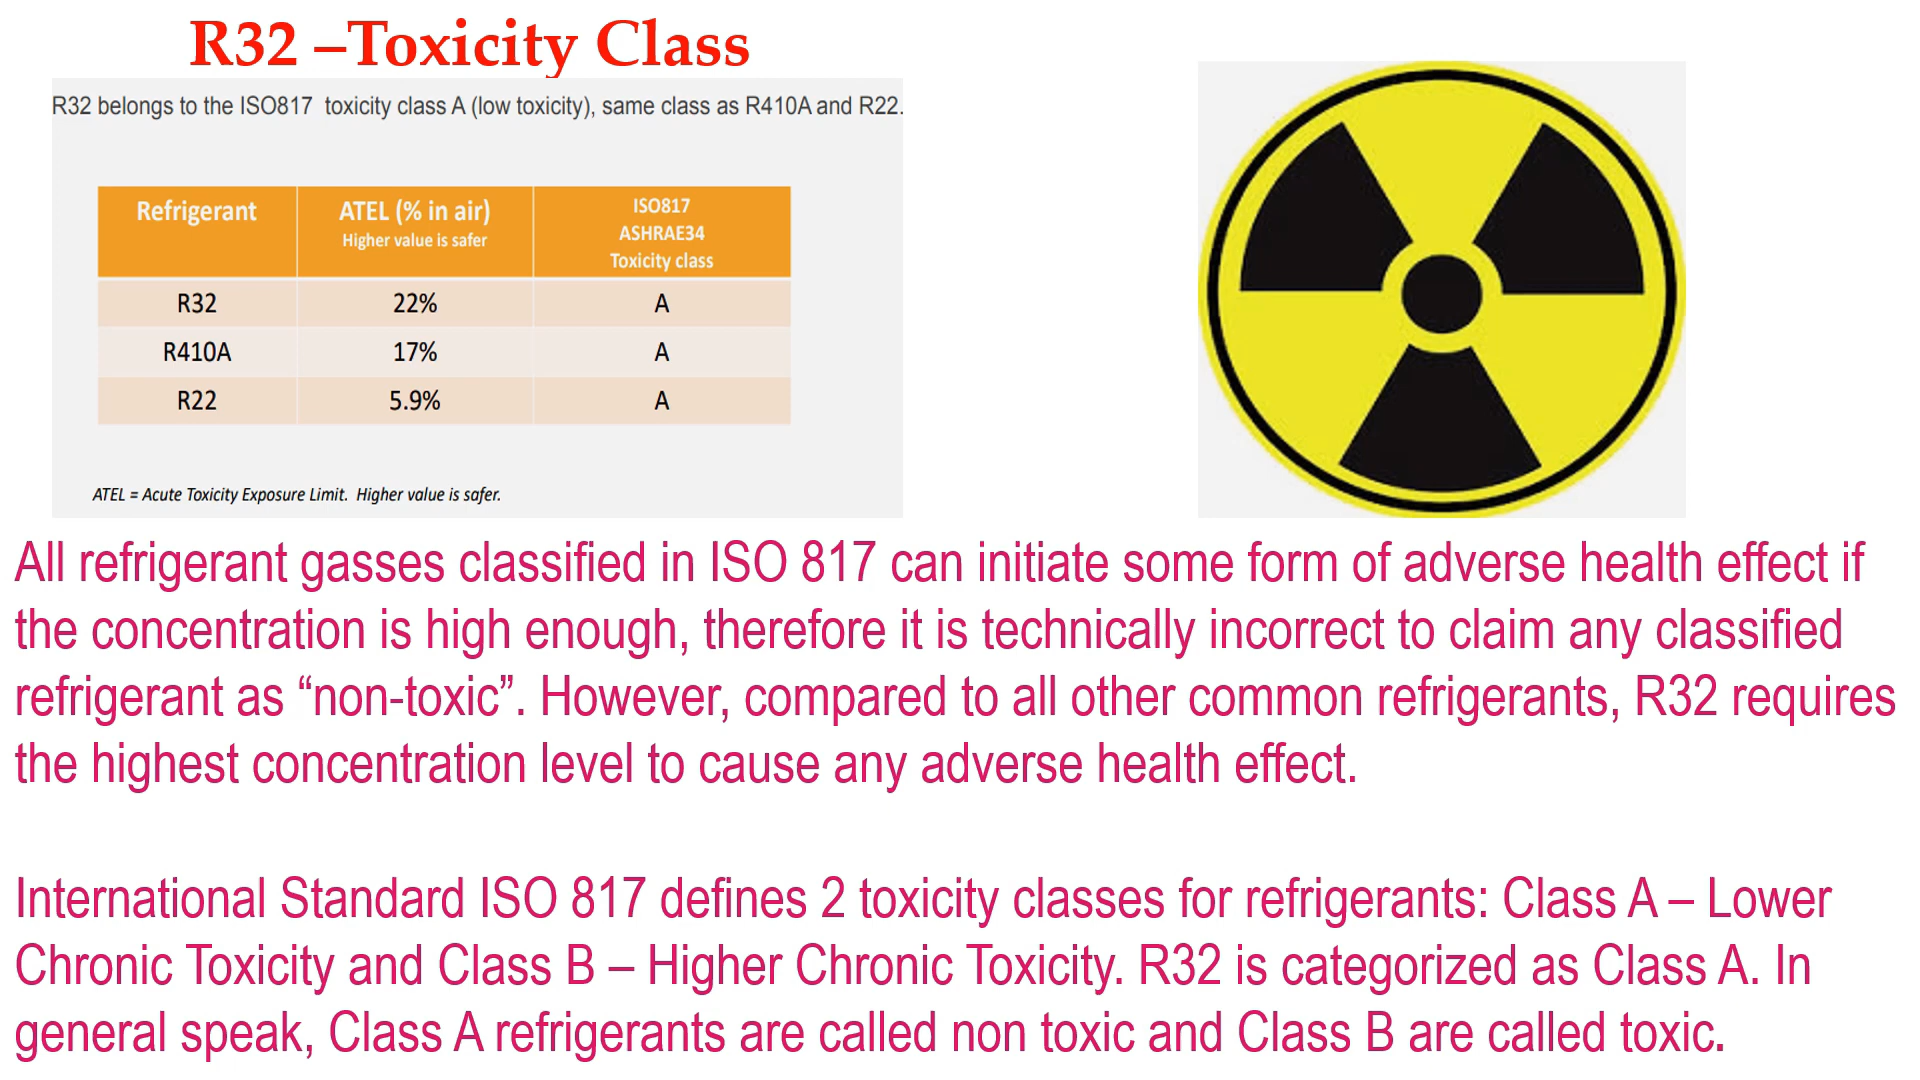 R32 –Toxicity Class
R32 belongs to the ISO817 toxicity class A (low toxicity), same class as R410A and R22.
Refrigerant ATEL (% in air) ISO817
Higher value is safer ASHRAE34
Toxicity class
R32 22% A
R410A 17% A
R22 5.9% A
ATEL = Acute Toxicity Exposure Limit. Higher value is safer.
All refrigerant gasses classified in ISO 817 can initiate some form of adverse health effect if
the concentration is high enough, therefore it is technically incorrect to claim any classified
refrigerant as “non-toxic”. However, compared to all other common refrigerants, R32 requires
the highest concentration level to cause any adverse health effect.
International Standard ISO 817 defines 2 toxicity classes for refrigerants: Class A – Lower
Chronic Toxicity and Class B – Higher Chronic Toxicity. R32 is categorized as Class A. In
general speak, Class A refrigerants are called non toxic and Class B are called toxic.